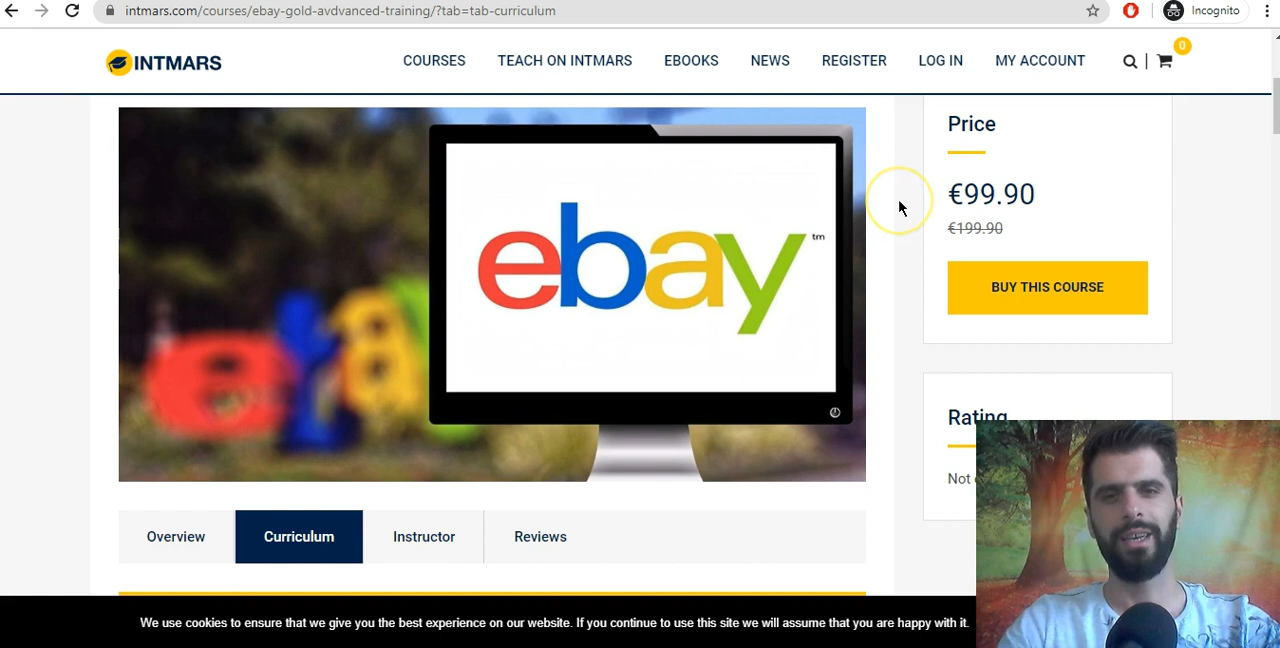 intmars.com/courses/ebay-gold-avdvanced-training/?tab=tab-curriculum
Incognito
INTMARS
COURSES
TEACH ON INTMARS
EBOOKS
NEWS
REGISTER
LOG IN
MY ACCOUNT
0
ebay
™
eba
Price
€99.90
€199.90
BUY THIS COURSE
Rating
Not
Overview
Curriculum
Instructor
Reviews
We use cookies to ensure that we give you the best experience on our website. If you continue to use this site we will assume that you are happy with it.